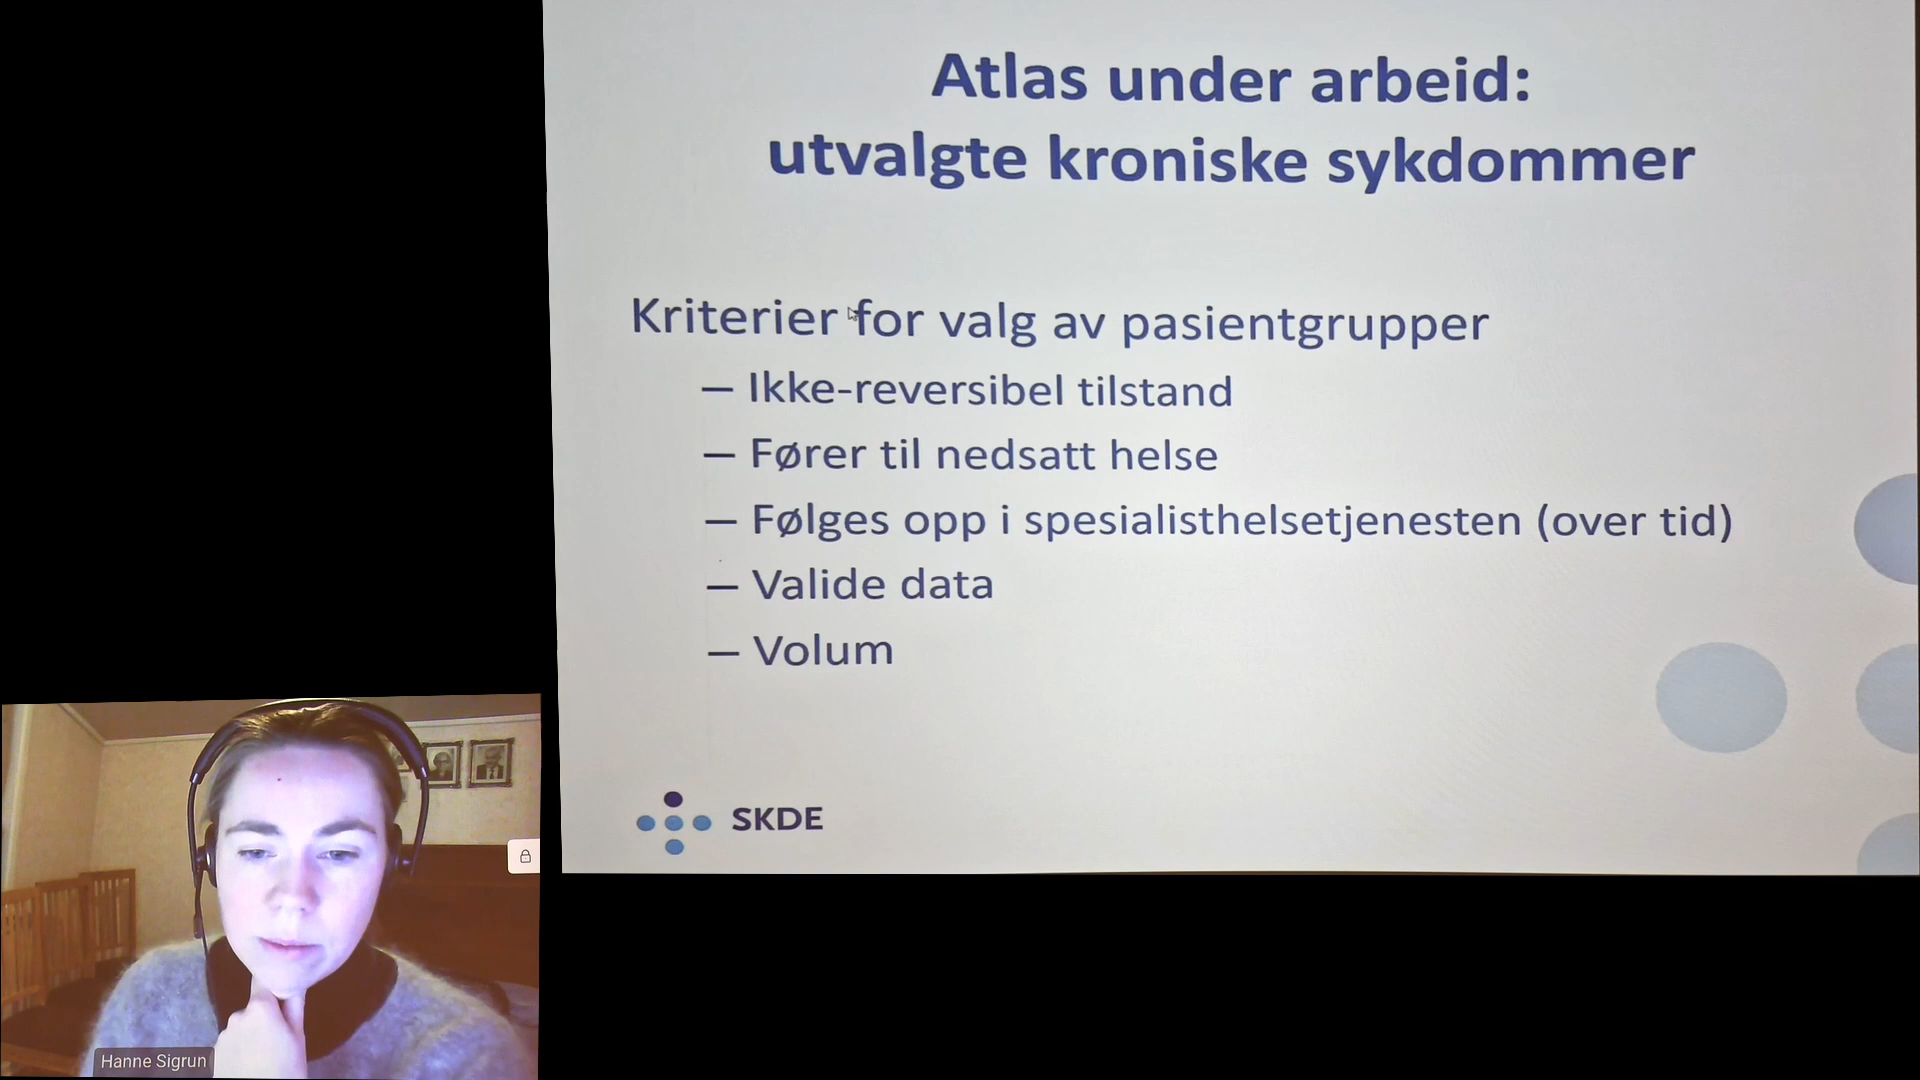 Atlas under arbeid:
utvalgte kroniske sykdommer
Kriterier for valg av pasientgrupper
— Ikke-reversibel tilstand
— Fører til nedsatt helse
— Følges opp i spesialisthelsetjenesten (over tid)
— Valide data
— Volum
SKDE
Hanne Sigrun